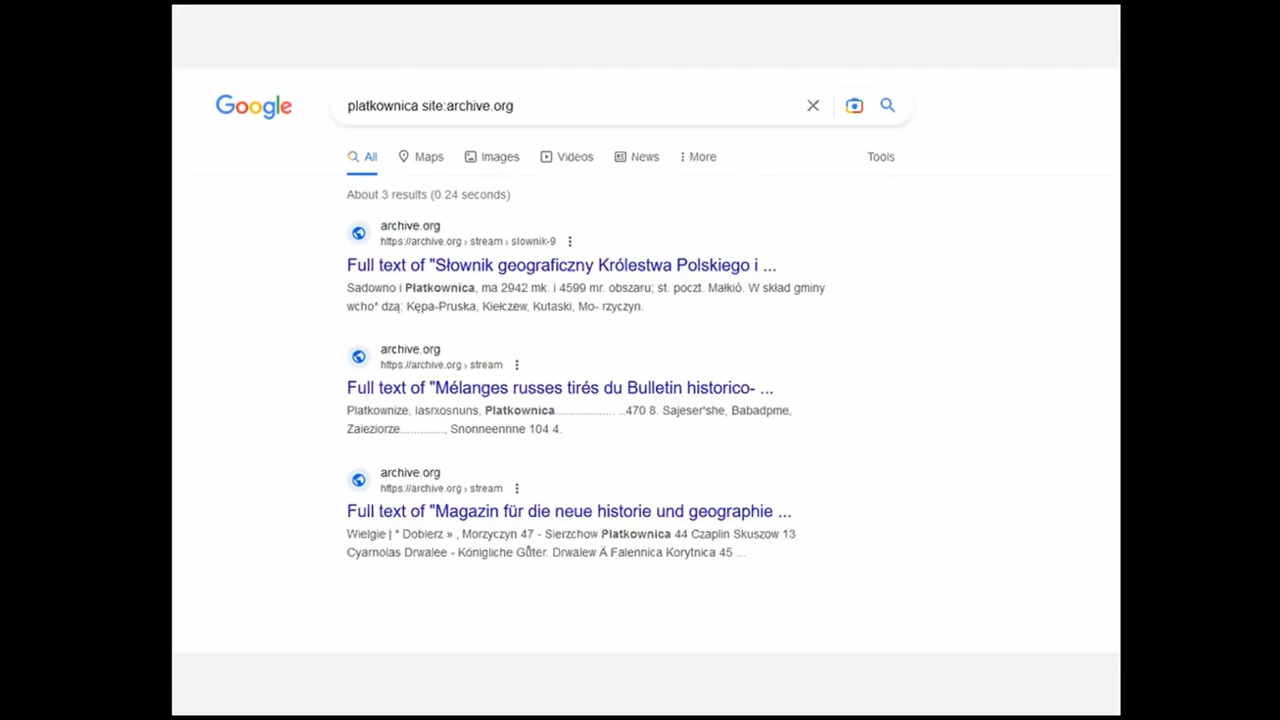 Google
platkownica site:archive.org
All Maps Images Videos News More Tools
About 3 results (0.24 seconds)
archive.org
https://archive.org › stream › slownik-9
Full text of "Słownik geograficzny Królestwa Polskiego i ...
Sadowno i Płatkownica, ma 2942 mk. i 4599 mr. obszaru; st. poczt. Małkió. W skład gminy
wcho* dzą: Kępa-Pruska, Kiełczew, Kutaski, Mo- rzyczyn.
archive.org
https://archive.org › stream
Full text of "Mélanges russes tirés du Bulletin historico- ...
Platkownize, Iasrxosnuns, Platkownica.................... ..470 8. Sajeser'she, Babadpme,
Zaieziorze.............., Snonneennne 104 4.
archive.org
https://archive.org › stream
Full text of "Magazin für die neue historie und geographie ...
Wielgie | * Dobierz » , Morzyczyn 47 - Sierzchow Platkownica 44 Czaplin Skuszow 13
Cyarnolas Drwalee - Königliche Gůter. Drwalew Ä Falennica Korytnica 45 ...